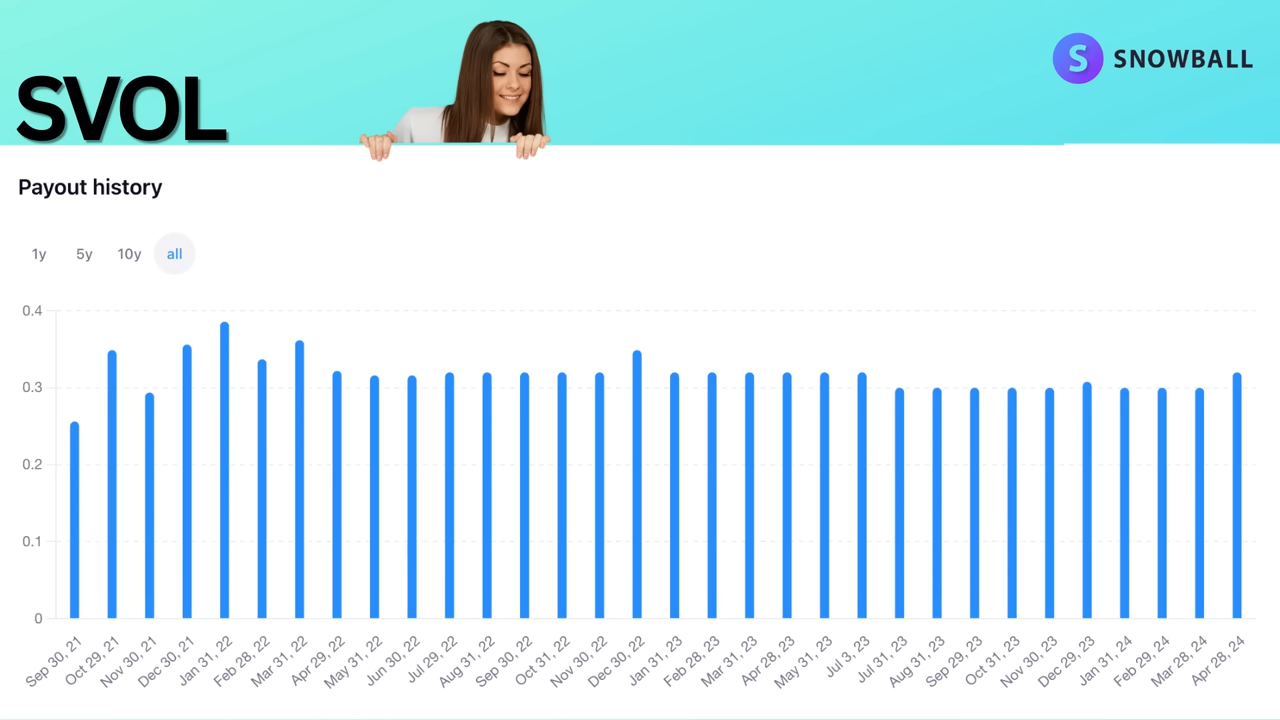 SVOL
S SNOWBALL
Payout history
1y 5y 10y all
0.4
0.3
0.2
0.1
0
Sep 30, 21
Oct 29, 21
Nov 30, 21
Dec 30, 21
Jan 31, 22
Feb 28, 22
Mar 31, 22
Apr 29, 22
May 31, 22
Jun 30, 22
Jul 29, 22
Aug 31, 22
Sep 30, 22
Oct 31, 22
Nov 30, 22
Dec 30, 22
Jan 31, 23
Feb 28, 23
Mar 31, 23
Apr 28, 23
May 31, 23
Jul 3, 23
Jul 31, 23
Aug 31, 23
Sep 29, 23
Oct 31, 23
Nov 30, 23
Dec 29, 23
Jan 31, 24
Feb 29, 24
Mar 28, 24
Apr 28, 24